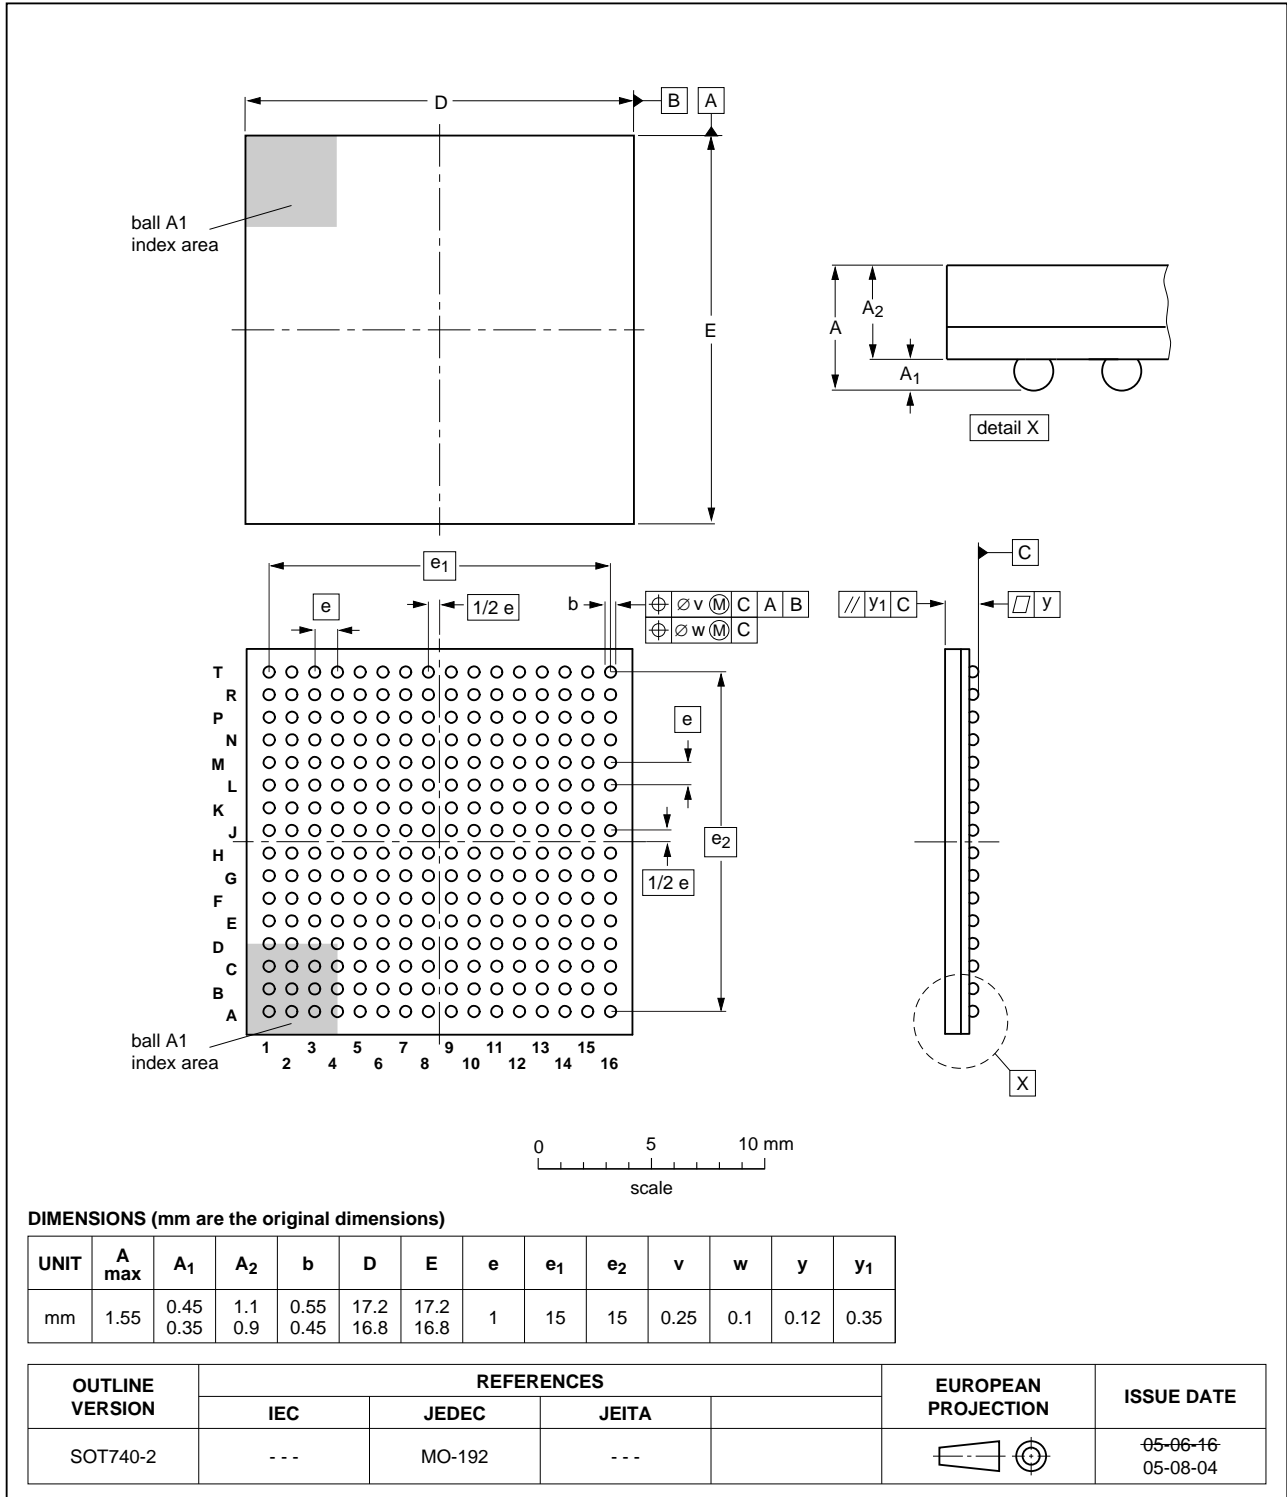 D
B
A
ball A1
index area
E
A
A2
A1
detail X
C
e1
e
1/2 e
b
⌖ ⌀ v Ⓜ C A B
⌖ ⌀ w Ⓜ C
// y1 C
▱ y
T
R
P
N
M
L
K
J
H
G
F
E
D
C
B
A
e
e2
1/2 e
ball A1
index area
1 3 5 7 9 11 13 15
2 4 6 8 10 12 14 16
X
0 5 10 mm
scale
DIMENSIONS (mm are the original dimensions)
UNIT A max A1 A2 b D E e e1 e2 v w y y1
mm 1.55 0.45 0.35 1.1 0.9 0.55 0.45 17.2 16.8 17.2 16.8 1 15 15 0.25 0.1 0.12 0.35
OUTLINE VERSION REFERENCES EUROPEAN PROJECTION ISSUE DATE
IEC JEDEC JEITA
SOT740-2 - - - MO-192 - - - 05-06-16
05-08-04